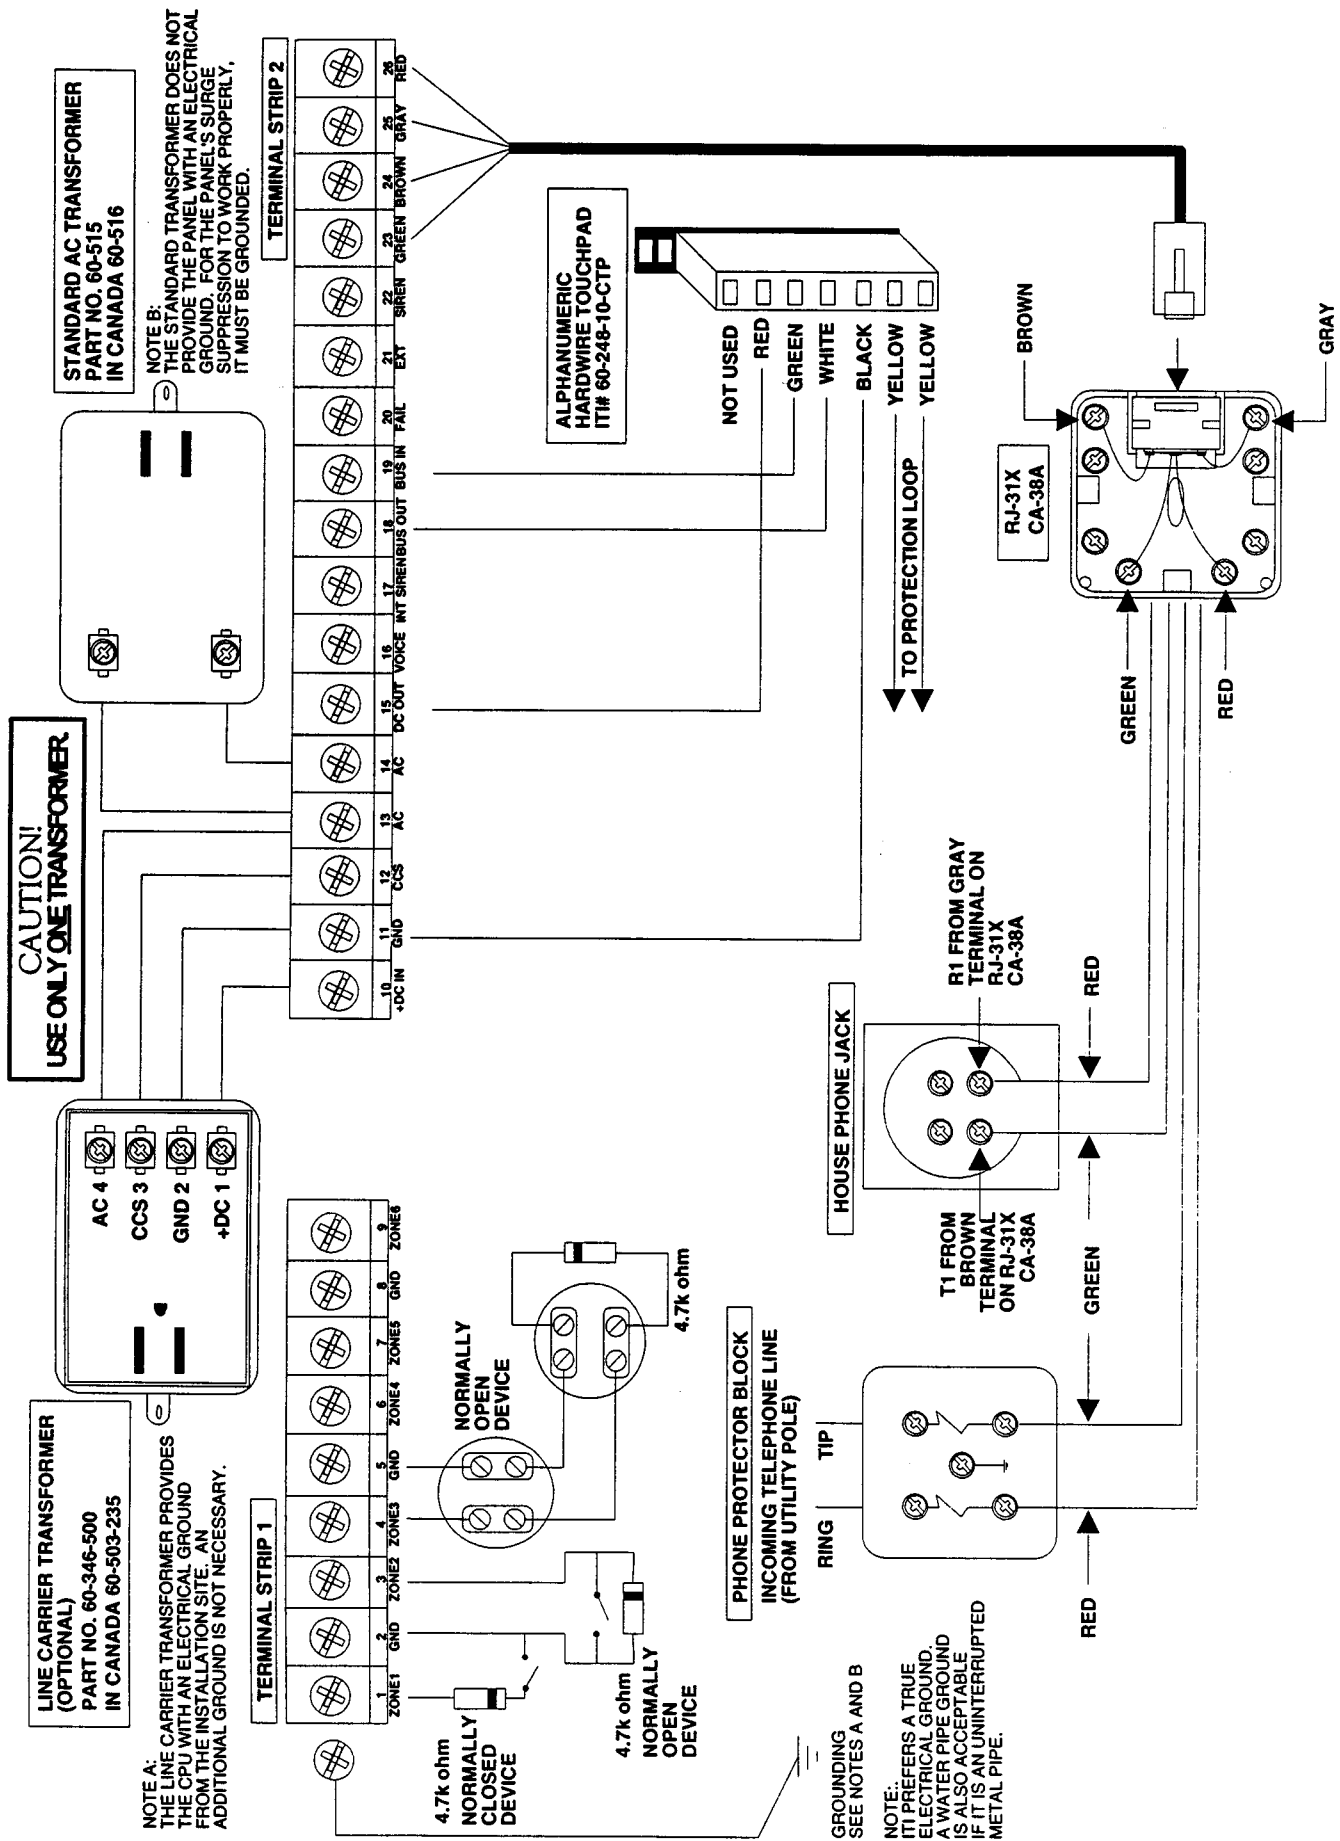 CAUTION!
USE ONLY ONE TRANSFORMER.
LINE CARRIER TRANSFORMER
(OPTIONAL)
PART NO. 60-346-500
IN CANADA 60-503-235
NOTE A:
THE LINE CARRIER TRANSFORMER PROVIDES
THE CPU WITH AN ELECTRICAL GROUND
FROM THE INSTALLATION SITE. AN
ADDITIONAL GROUND IS NOT NECESSARY.
AC 4
CCS 3
GND 2
+DC 1
STANDARD AC TRANSFORMER
PART NO. 60-515
IN CANADA 60-516
NOTE B:
THE STANDARD TRANSFORMER DOES NOT
PROVIDE THE PANEL WITH AN ELECTRICAL
GROUND. FOR THE PANEL'S SURGE
SUPPRESSION TO WORK PROPERLY,
IT MUST BE GROUNDED.
TERMINAL STRIP 1
1 2 3 4 5 6 7 8 9
ZONE1 GND ZONE2 ZONE3 GND ZONE4 ZONE5 GND ZONE6
TERMINAL STRIP 2
10 11 12 13 14 15 16 17 18 19 20 21 22 23 24 25 26
+DC IN GND CCS AC AC DC OUT VOICE INT SIREN BUS OUT BUS IN FAIL EXT SIREN GREEN BROWN GRAY RED
4.7k ohm
NORMALLY
CLOSED
DEVICE
4.7k ohm
NORMALLY
OPEN
DEVICE
NORMALLY
OPEN
DEVICE
4.7k ohm
ALPHANUMERIC
HARDWIRE TOUCHPAD
ITI# 60-248-10-CTP
NOT USED
RED
GREEN
WHITE
BLACK
YELLOW
YELLOW
TO PROTECTION LOOP
GROUNDING
SEE NOTES A AND B
NOTE:.
ITI PREFERS A TRUE
ELECTRICAL GROUND.
A WATER PIPE GROUND
IS ALSO ACCEPTABLE
IF IT IS AN UNINTERRUPTED
METAL PIPE.
PHONE PROTECTOR BLOCK
INCOMING TELEPHONE LINE
(FROM UTILITY POLE)
RING
TIP
RED
GREEN
HOUSE PHONE JACK
T1 FROM
BROWN
TERMINAL
ON RJ-31X
CA-38A
R1 FROM GRAY
TERMINAL ON
RJ-31X
CA-38A
RED
RJ-31X
CA-38A
BROWN
GRAY
GREEN
RED